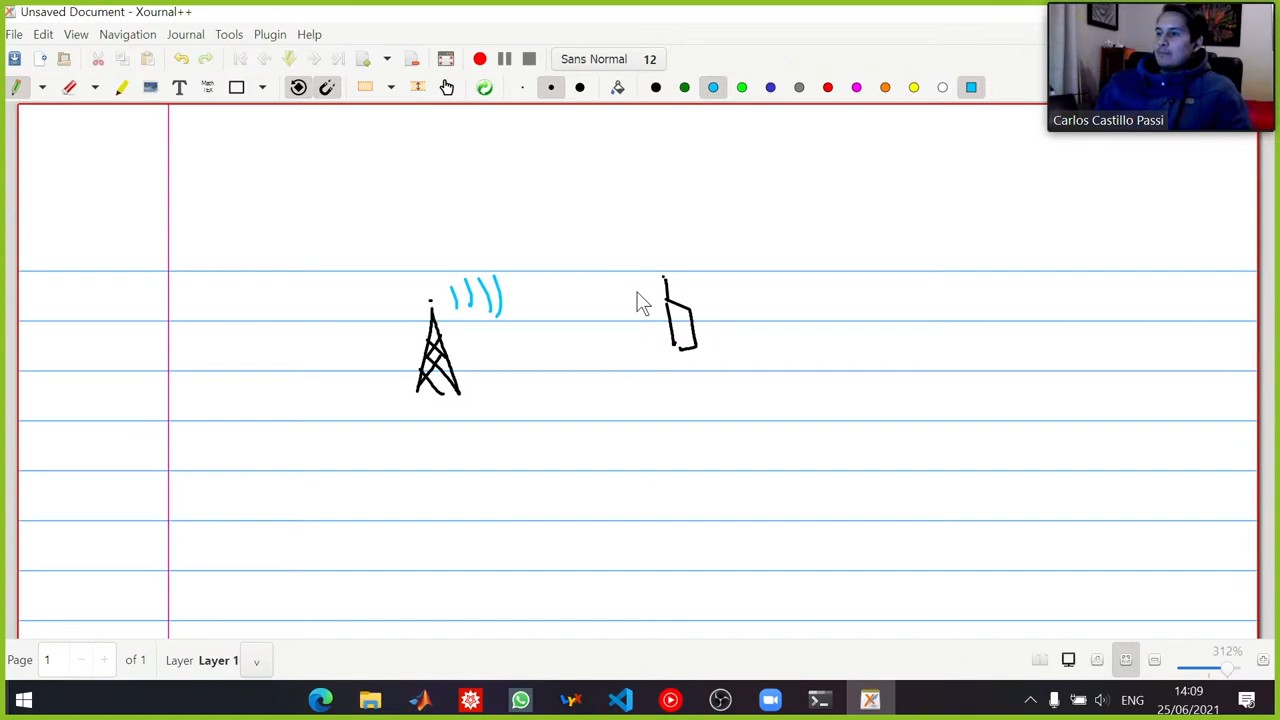 Unsaved Document - Xournal++
File Edit View Navigation Journal Tools Plugin Help
Sans Normal 12
Carlos Castillo Passi
Page 1 of 1 Layer Layer 1
312%
ENG
14:09
25/06/2021